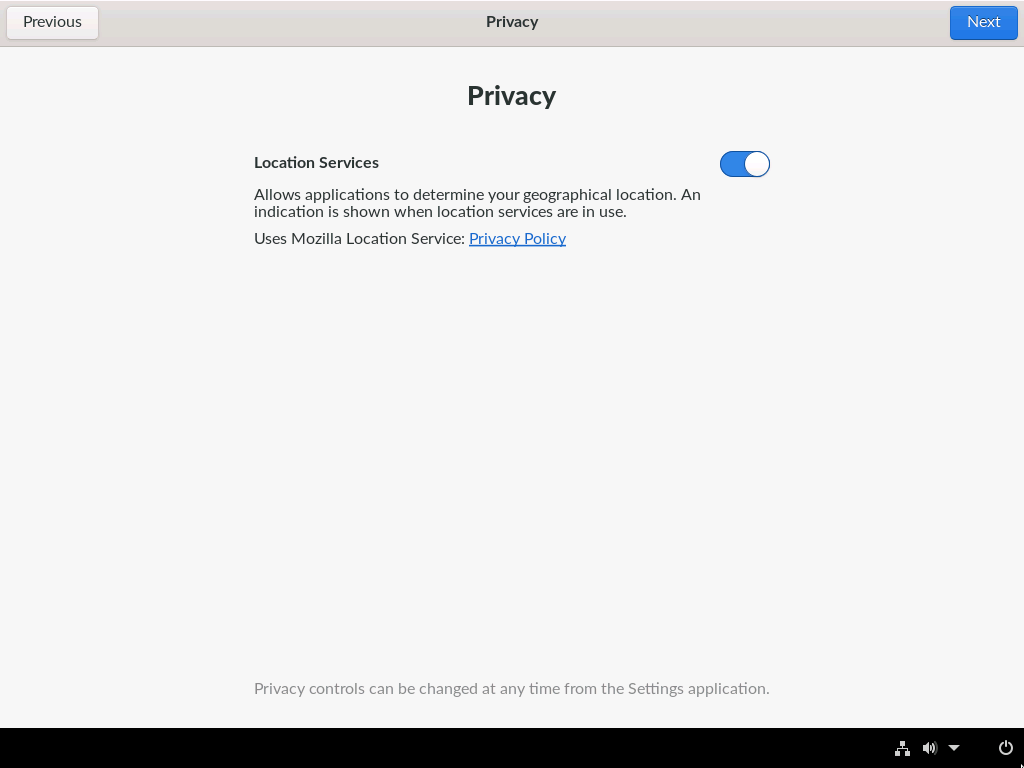 Previous
Privacy
Next
Privacy
Location Services
Allows applications to determine your geographical location. An
indication is shown when location services are in use.
Uses Mozilla Location Service: Privacy Policy
Privacy controls can be changed at any time from the Settings application.